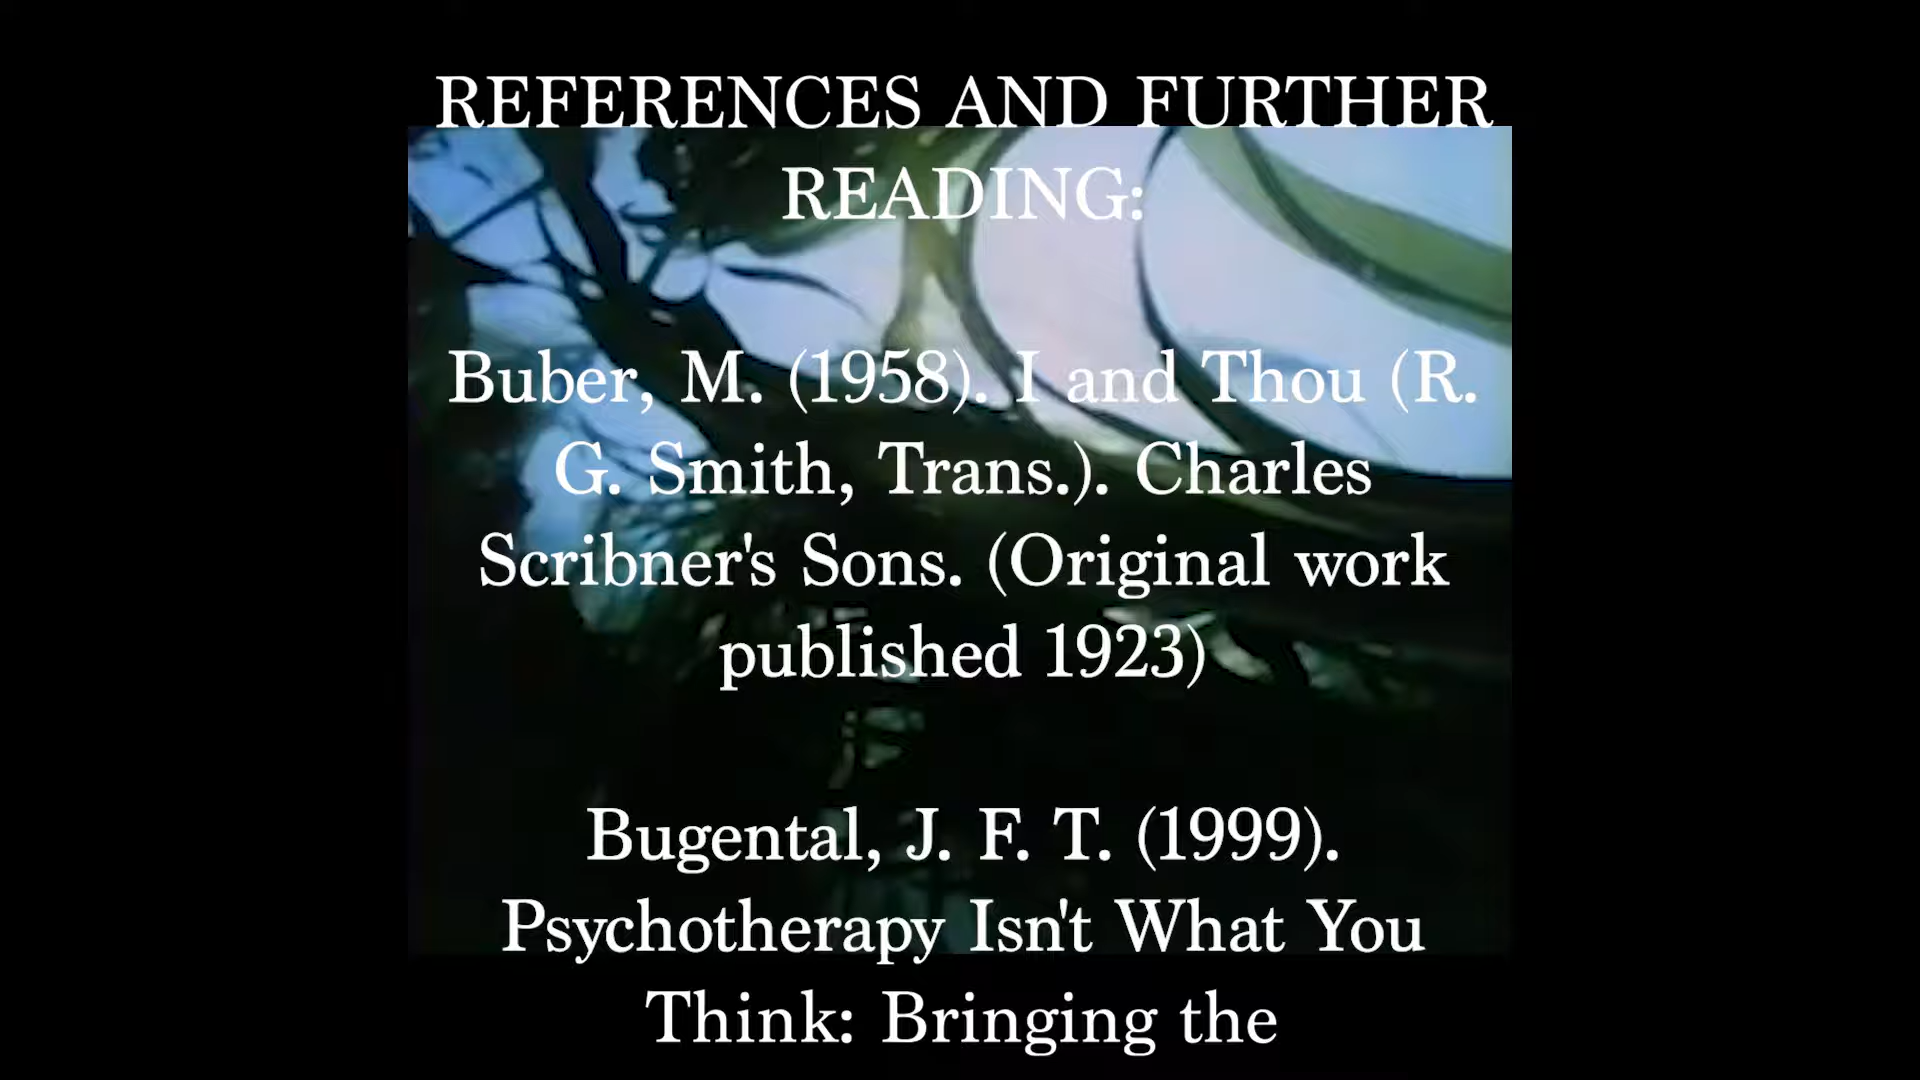 REFERENCES AND FURTHER
READING:
Buber, M. (1958). I and Thou (R.
G. Smith, Trans.). Charles
Scribner's Sons. (Original work
published 1923)
Bugental, J. F. T. (1999).
Psychotherapy Isn't What You
Think: Bringing the